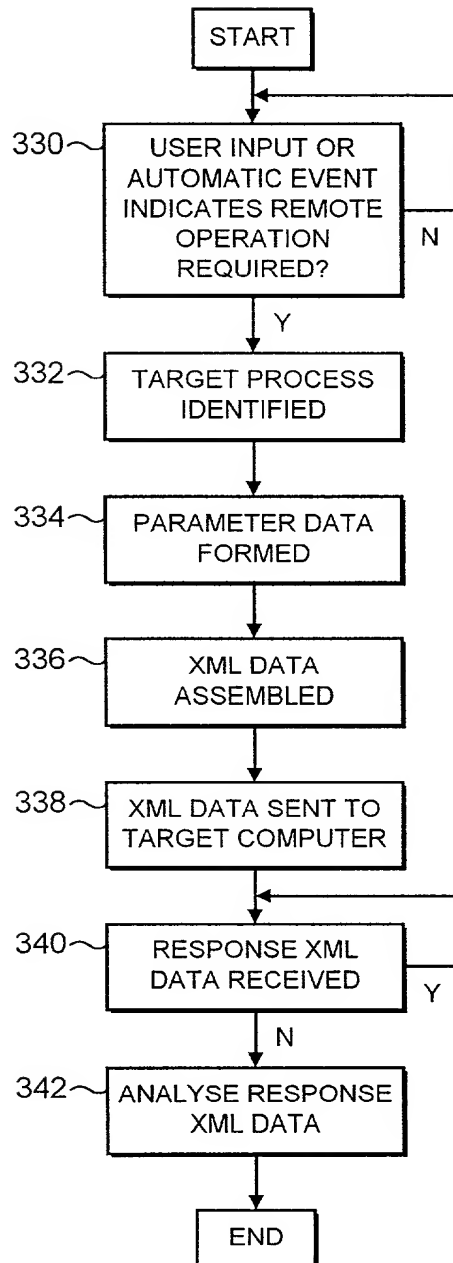 START
330
USER INPUT OR
AUTOMATIC EVENT
INDICATES REMOTE
OPERATION
REQUIRED?
N
Y
332
TARGET PROCESS
IDENTIFIED
334
PARAMETER DATA
FORMED
336
XML DATA
ASSEMBLED
338
XML DATA SENT TO
TARGET COMPUTER
340
RESPONSE XML
DATA RECEIVED
Y
N
342
ANALYSE RESPONSE
XML DATA
END